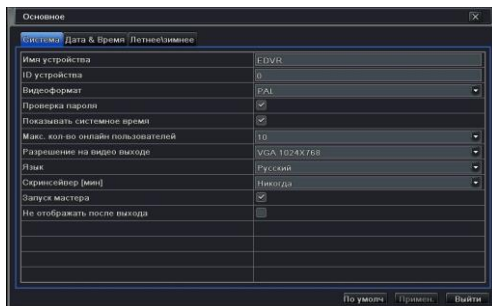 Основное
Система Дата & Время Летнее\зимнее
Имя устройства EDVR
ID устройства 0
Видеоформат PAL
Проверка пароля
Показывать системное время
Макс. кол-во онлайн пользователей 10
Разрешение на видео выходе VGA 1024X768
Язык Русский
Скринсейвер [мин] Никогда
Запуск мастера
Не отображать после выхода
По умолч Примен. Выйти